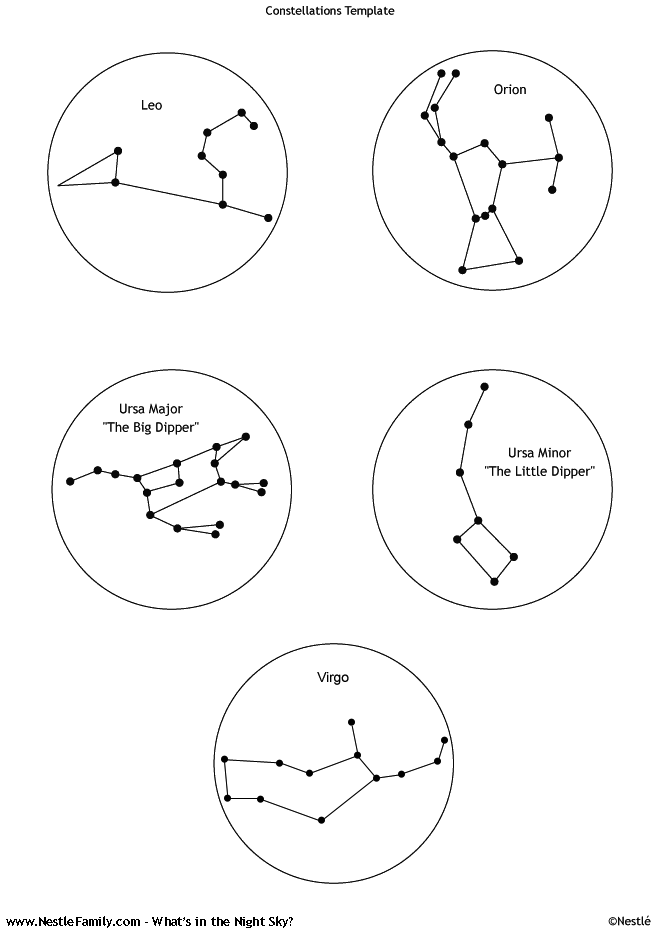 Constellations Template
Leo
Orion
Ursa Major
"The Big Dipper"
Ursa Minor
"The Little Dipper"
Virgo
www.NestleFamily.com - What's in the Night Sky?
©Nestlé